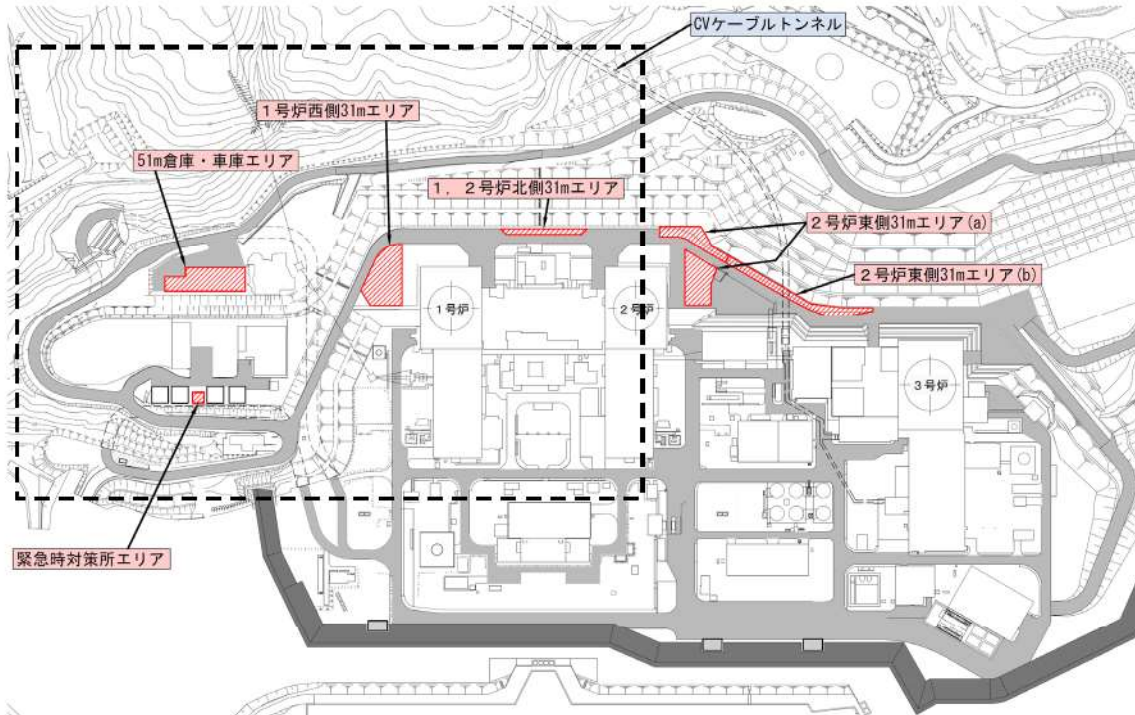 CVケーブルトンネル
1号炉西側31mエリア
51m倉庫・車庫エリア
1,2号炉北側31mエリア
2号炉東側31mエリア(a)
2号炉東側31mエリア(b)
1号炉
2号炉
3号炉
緊急時対策所エリア